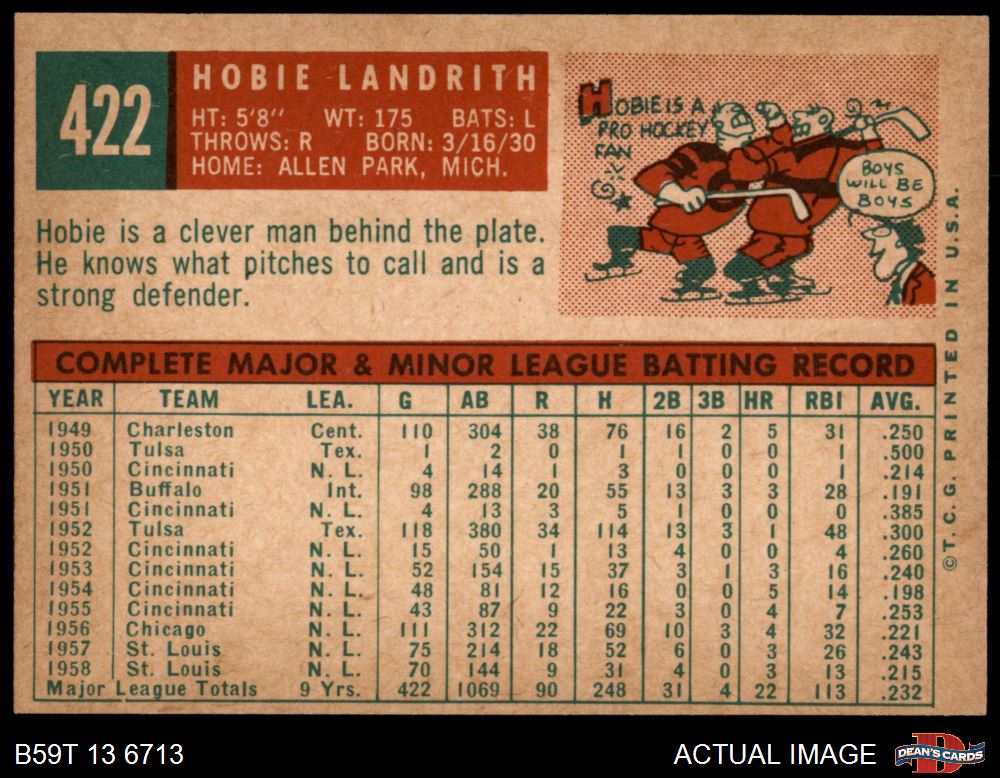 422
HOBIE LANDRITH
HT: 5'8" WT: 175 BATS: L
THROWS: R BORN: 3/16/30
HOME: ALLEN PARK, MICH.
HOBIE IS A
PRO HOCKEY
FAN
BOYS
WILL BE
BOYS
Hobie is a clever man behind the plate.
He knows what pitches to call and is a
strong defender.
COMPLETE MAJOR & MINOR LEAGUE BATTING RECORD
YEAR TEAM LEA. G AB R H 2B 3B HR RBI AVG.
1949 Charleston Cent. 110 304 38 76 16 2 5 31 .250
1950 Tulsa Tex. 1 2 0 1 1 0 0 1 .500
1950 Cincinnati N. L. 4 14 1 3 0 0 0 1 .214
1951 Buffalo Int. 98 288 20 55 13 3 3 28 .191
1951 Cincinnati N. L. 4 13 3 5 1 0 0 0 .385
1952 Tulsa Tex. 118 380 34 114 13 3 1 48 .300
1952 Cincinnati N. L. 15 50 1 13 4 0 0 4 .260
1953 Cincinnati N. L. 52 154 15 37 3 1 3 16 .240
1954 Cincinnati N. L. 48 81 12 16 0 0 5 14 .198
1955 Cincinnati N. L. 43 87 9 22 3 0 4 7 .253
1956 Chicago N. L. 111 312 22 69 10 3 4 32 .221
1957 St. Louis N. L. 75 214 18 52 6 0 3 26 .243
1958 St. Louis N. L. 70 144 9 31 4 0 3 13 .215
Major League Totals 9 Yrs. 422 1069 90 248 31 4 22 113 .232
©T. C. G. PRINTED IN U.S.A.
B59T 13 6713
ACTUAL IMAGE
D
DEAN'S CARDS